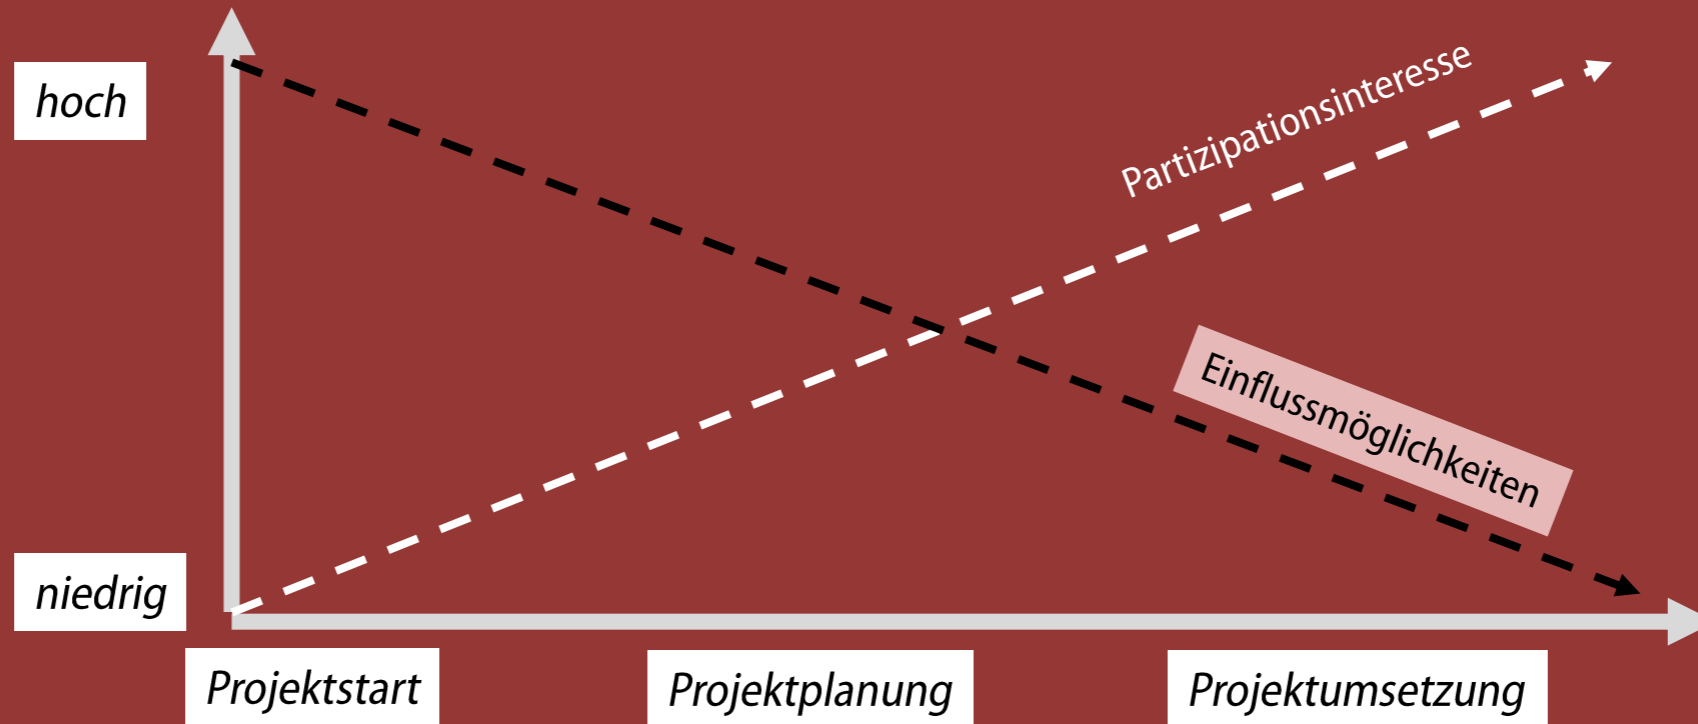 hoch
Partizipationsinteresse
Einflussmöglichkeiten
niedrig
Projektstart
Projektplanung
Projektumsetzung